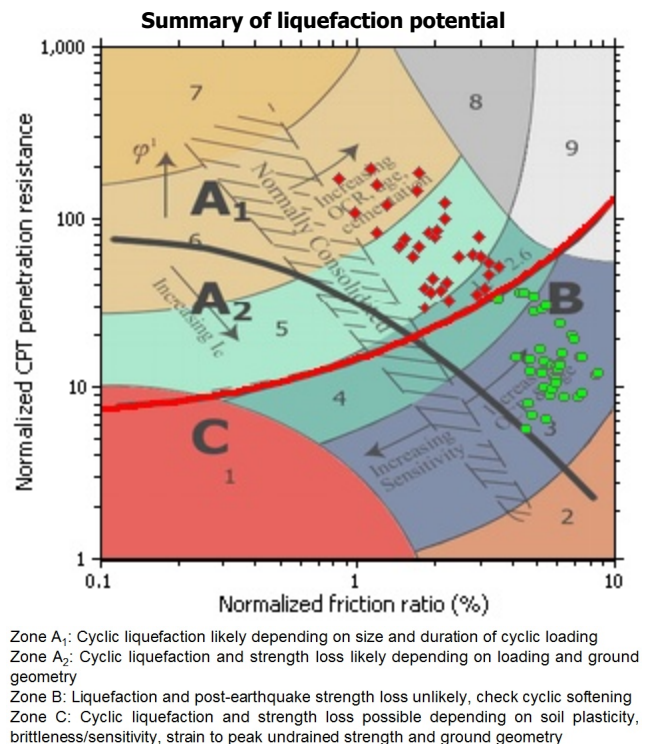 Summary of liquefaction potential
1,000
7
8
9
φ'
A1
Increasing
OCR, age,
cementation
Normally Consolidated
100
6
2.6
A2
B
Increasing Ic
5
10
4
C
Increasing
Sensitivity
3
1
2
1
0.1
1
10
Normalized CPT penetration resistance
Normalized friction ratio (%)
Zone A1: Cyclic liquefaction likely depending on size and duration of cyclic loading
Zone A2: Cyclic liquefaction and strength loss likely depending on loading and ground
geometry
Zone B: Liquefaction and post-earthquake strength loss unlikely, check cyclic softening
Zone C: Cyclic liquefaction and strength loss possible depending on soil plasticity,
brittleness/sensitivity, strain to peak undrained strength and ground geometry